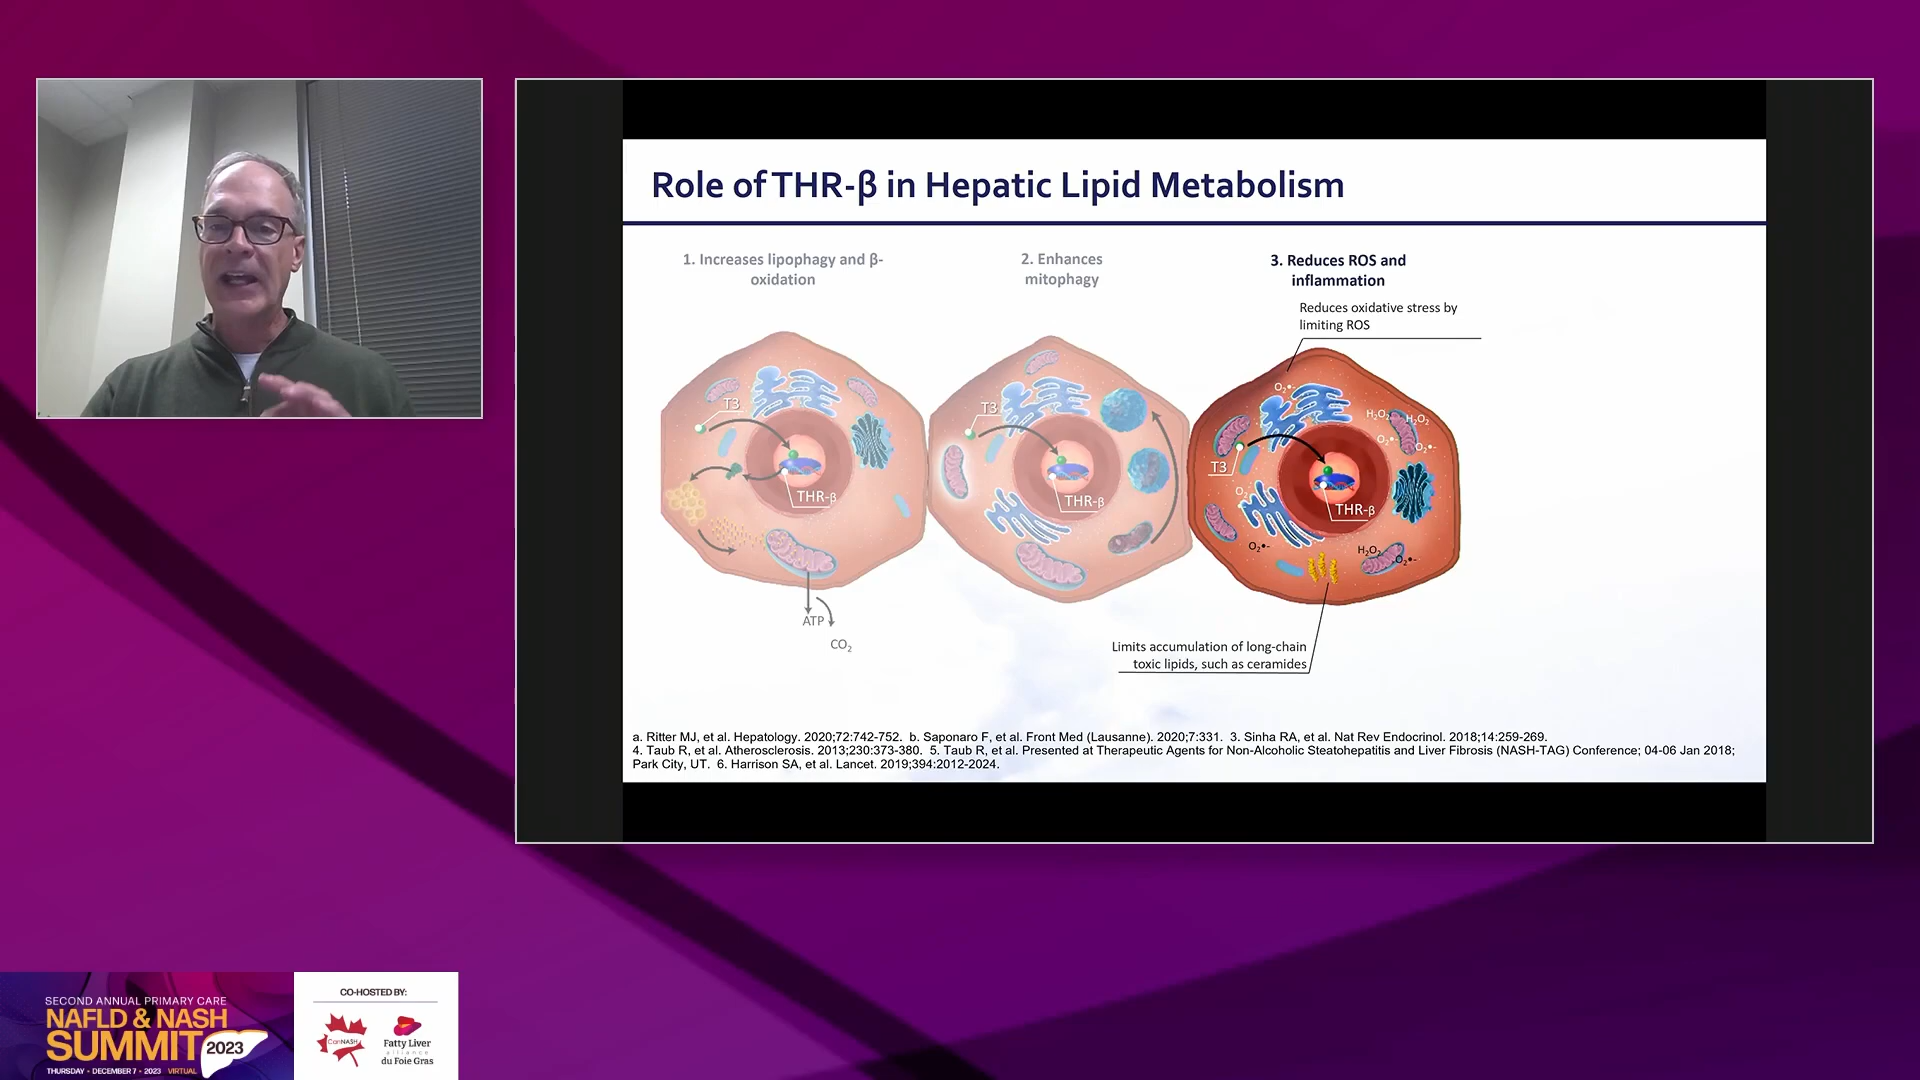 Role of THR-β in Hepatic Lipid Metabolism
1. Increases lipophagy and β-
oxidation
2. Enhances
mitophagy
3. Reduces ROS and
inflammation
Reduces oxidative stress by
limiting ROS
T3
THR-β
ATP
CO₂
T3
THR-β
O₂•-
H₂O₂
H₂O₂
O₂•-
O₂•-
T3
O₂
THR-β
O₂•-
H₂O₂
O₂•-
Limits accumulation of long-chain
toxic lipids, such as ceramides
a. Ritter MJ, et al. Hepatology. 2020;72:742-752. b. Saponaro F, et al. Front Med (Lausanne). 2020;7:331. 3. Sinha RA, et al. Nat Rev Endocrinol. 2018;14:259-269.
4. Taub R, et al. Atherosclerosis. 2013;230:373-380. 5. Taub R, et al. Presented at Therapeutic Agents for Non-Alcoholic Steatohepatitis and Liver Fibrosis (NASH-TAG) Conference; 04-06 Jan 2018;
Park City, UT. 6. Harrison SA, et al. Lancet. 2019;394:2012-2024.
SECOND ANNUAL PRIMARY CARE
NAFLD & NASH
SUMMIT 2023
THURSDAY • DECEMBER 7 • 2023 VIRTUAL
CO-HOSTED BY:
CanNASH
Fatty Liver
alliance
du Foie Gras